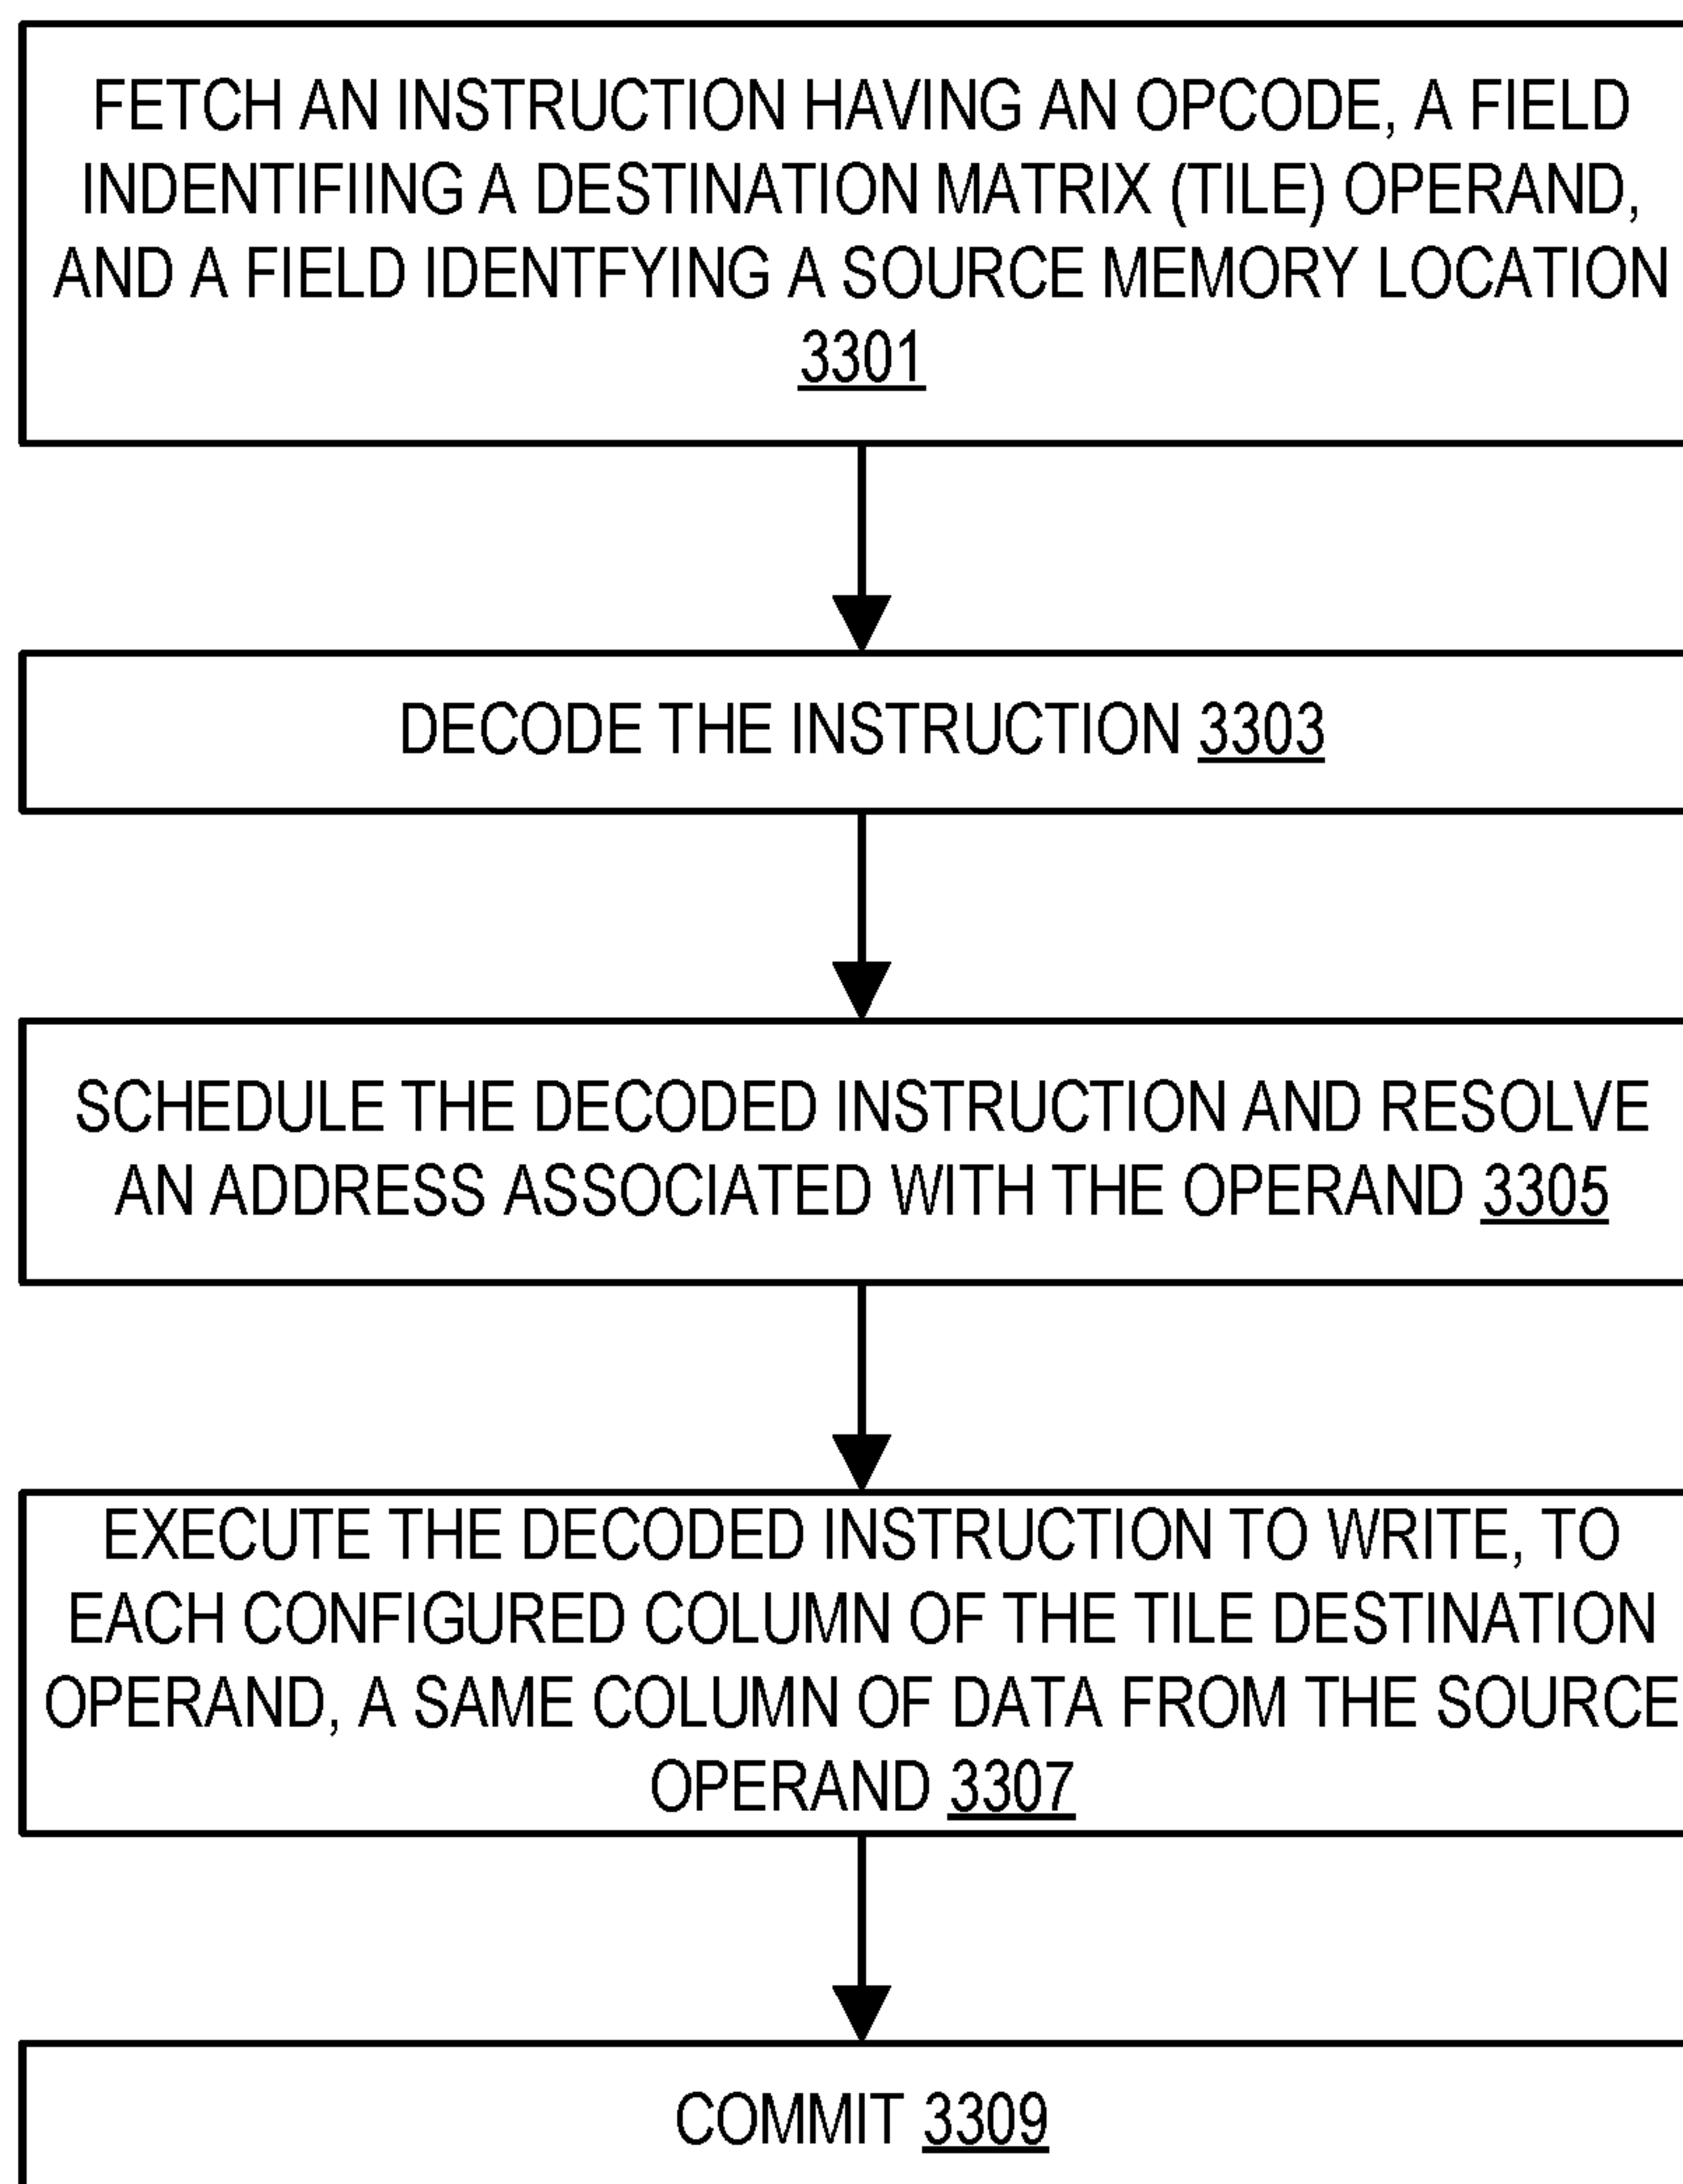 FETCH AN INSTRUCTION HAVING AN OPCODE, A FIELD
INDENTIFIING A DESTINATION MATRIX (TILE) OPERAND,
AND A FIELD IDENTFYING A SOURCE MEMORY LOCATION
3301
DECODE THE INSTRUCTION 3303
SCHEDULE THE DECODED INSTRUCTION AND RESOLVE
AN ADDRESS ASSOCIATED WITH THE OPERAND 3305
EXECUTE THE DECODED INSTRUCTION TO WRITE, TO
EACH CONFIGURED COLUMN OF THE TILE DESTINATION
OPERAND, A SAME COLUMN OF DATA FROM THE SOURCE
OPERAND 3307
COMMIT 3309